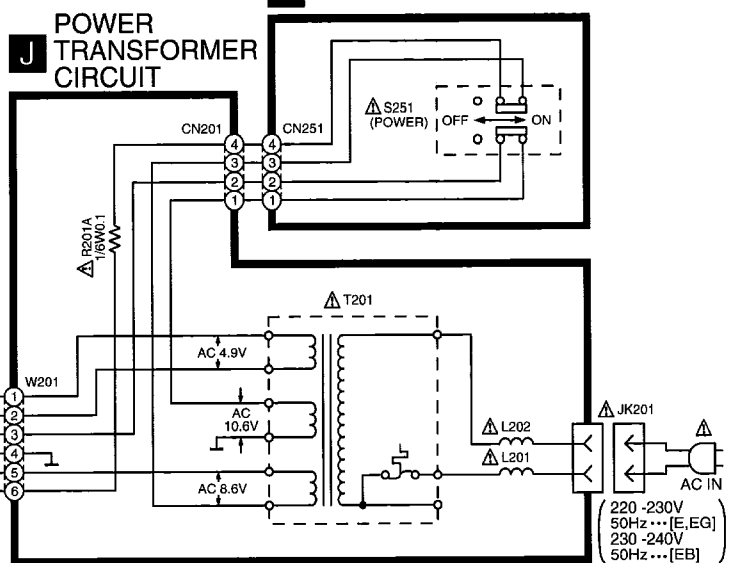 J
POWER
TRANSFORMER
CIRCUIT
CN201
CN251
4
3
2
1
4
3
2
1
S251
(POWER)
OFF
ON
R201A
1/6W0.1
T201
AC 4.9V
AC
10.6V
AC 8.6V
W201
1
2
3
4
5
6
L202
L201
JK201
AC IN
220 -230V
50Hz ··· [E,EG]
230 -240V
50Hz ··· [EB]